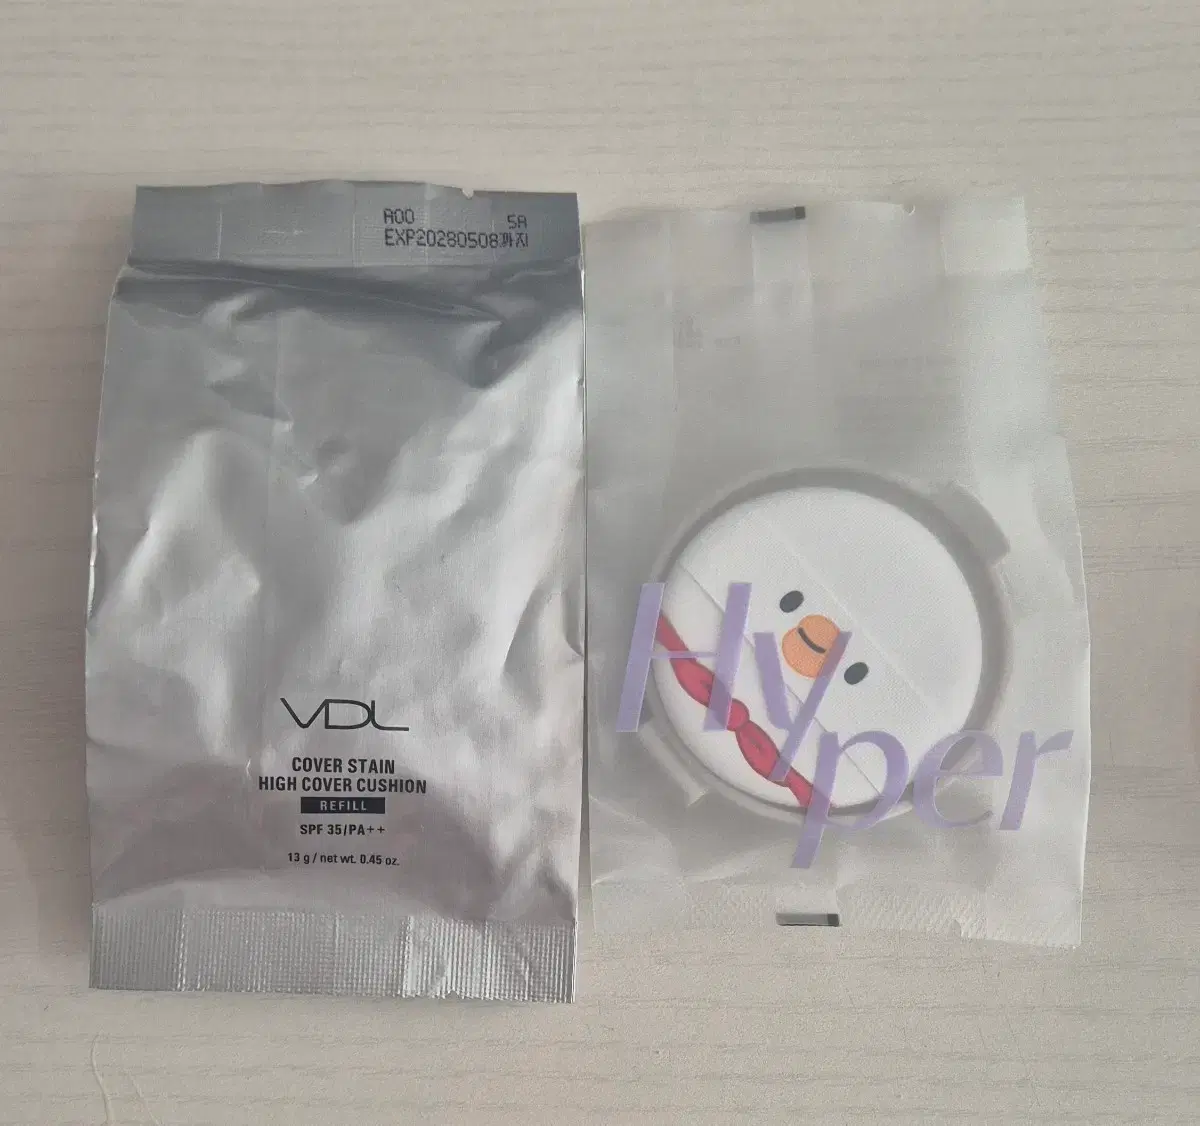 A00 5A
EXP20280508까지
VDL
COVER STAIN
HIGH COVER CUSHION
REFILL
SPF 35/PA++
13 g / net wt. 0.45 oz.
Hyper